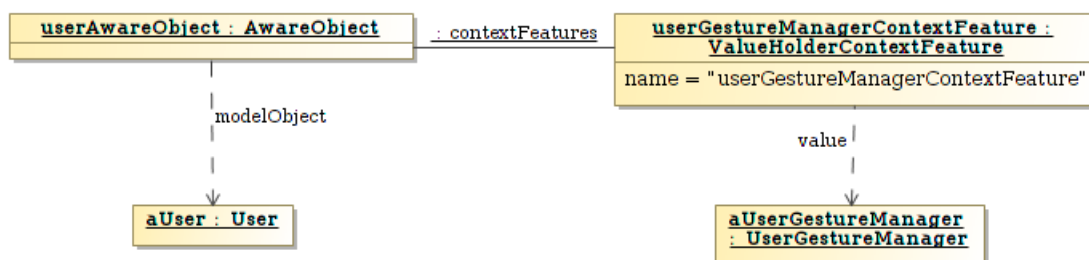 userAwareObject : AwareObject
: contextFeatures
userGestureManagerContextFeature :
ValueHolderContextFeature
name = "userGestureManagerContextFeature"
modelObject
value
aUser : User
aUserGestureManager
: UserGestureManager